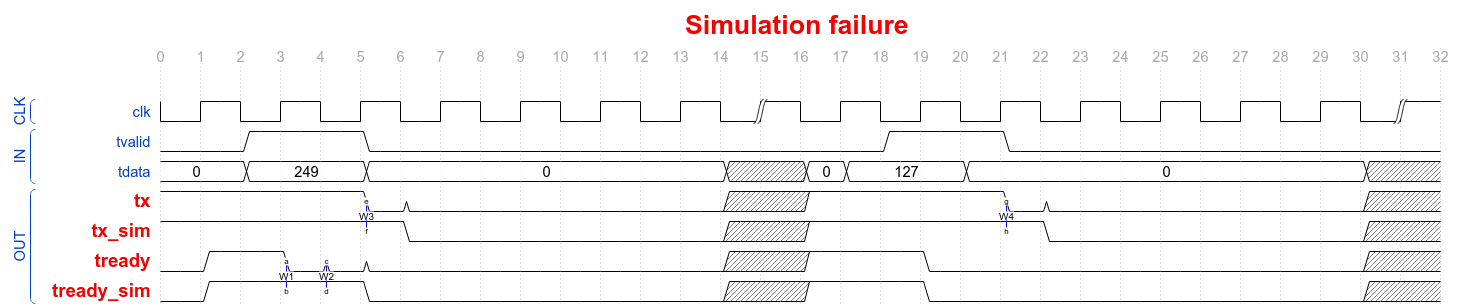 Simulation failure
0 1 2 3 4 5 6 7 8 9 10 11 12 13 14 15 16 17 18 19 20 21 22 23 24 25 26 27 28 29 30 31 32
CLK
clk
IN
tvalid
tdata 0 249 0 0 127 0
OUT
tx e g
W3 W4
tx_sim f h
tready a c
W1 W2
tready_sim b d